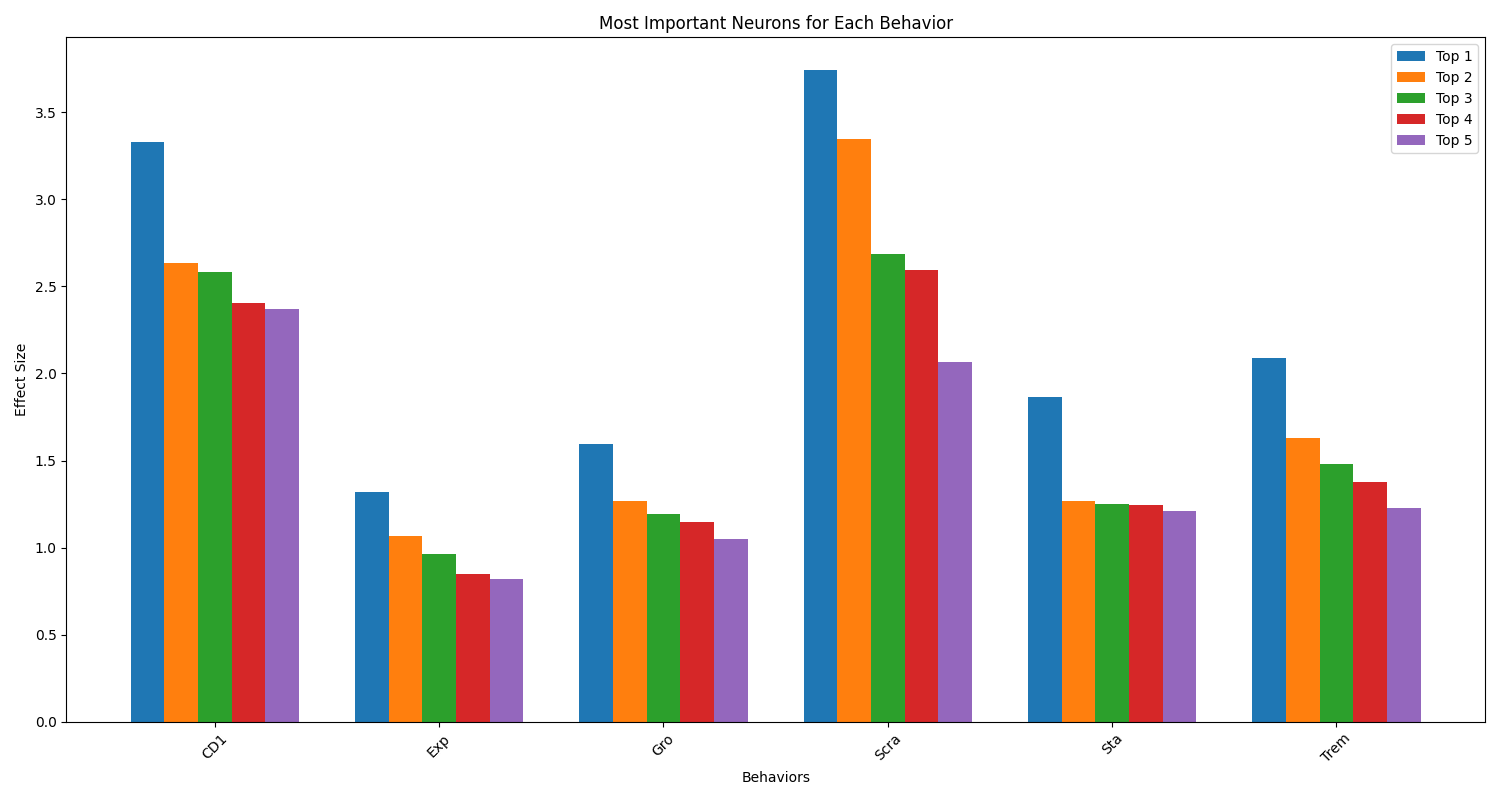 Most Important Neurons for Each Behavior
Top 1
Top 2
Top 3
Top 4
Top 5
Effect Size
3.5
3.0
2.5
2.0
1.5
1.0
0.5
0.0
CD1
Exp
Gro
Scra
Sta
Trem
Behaviors